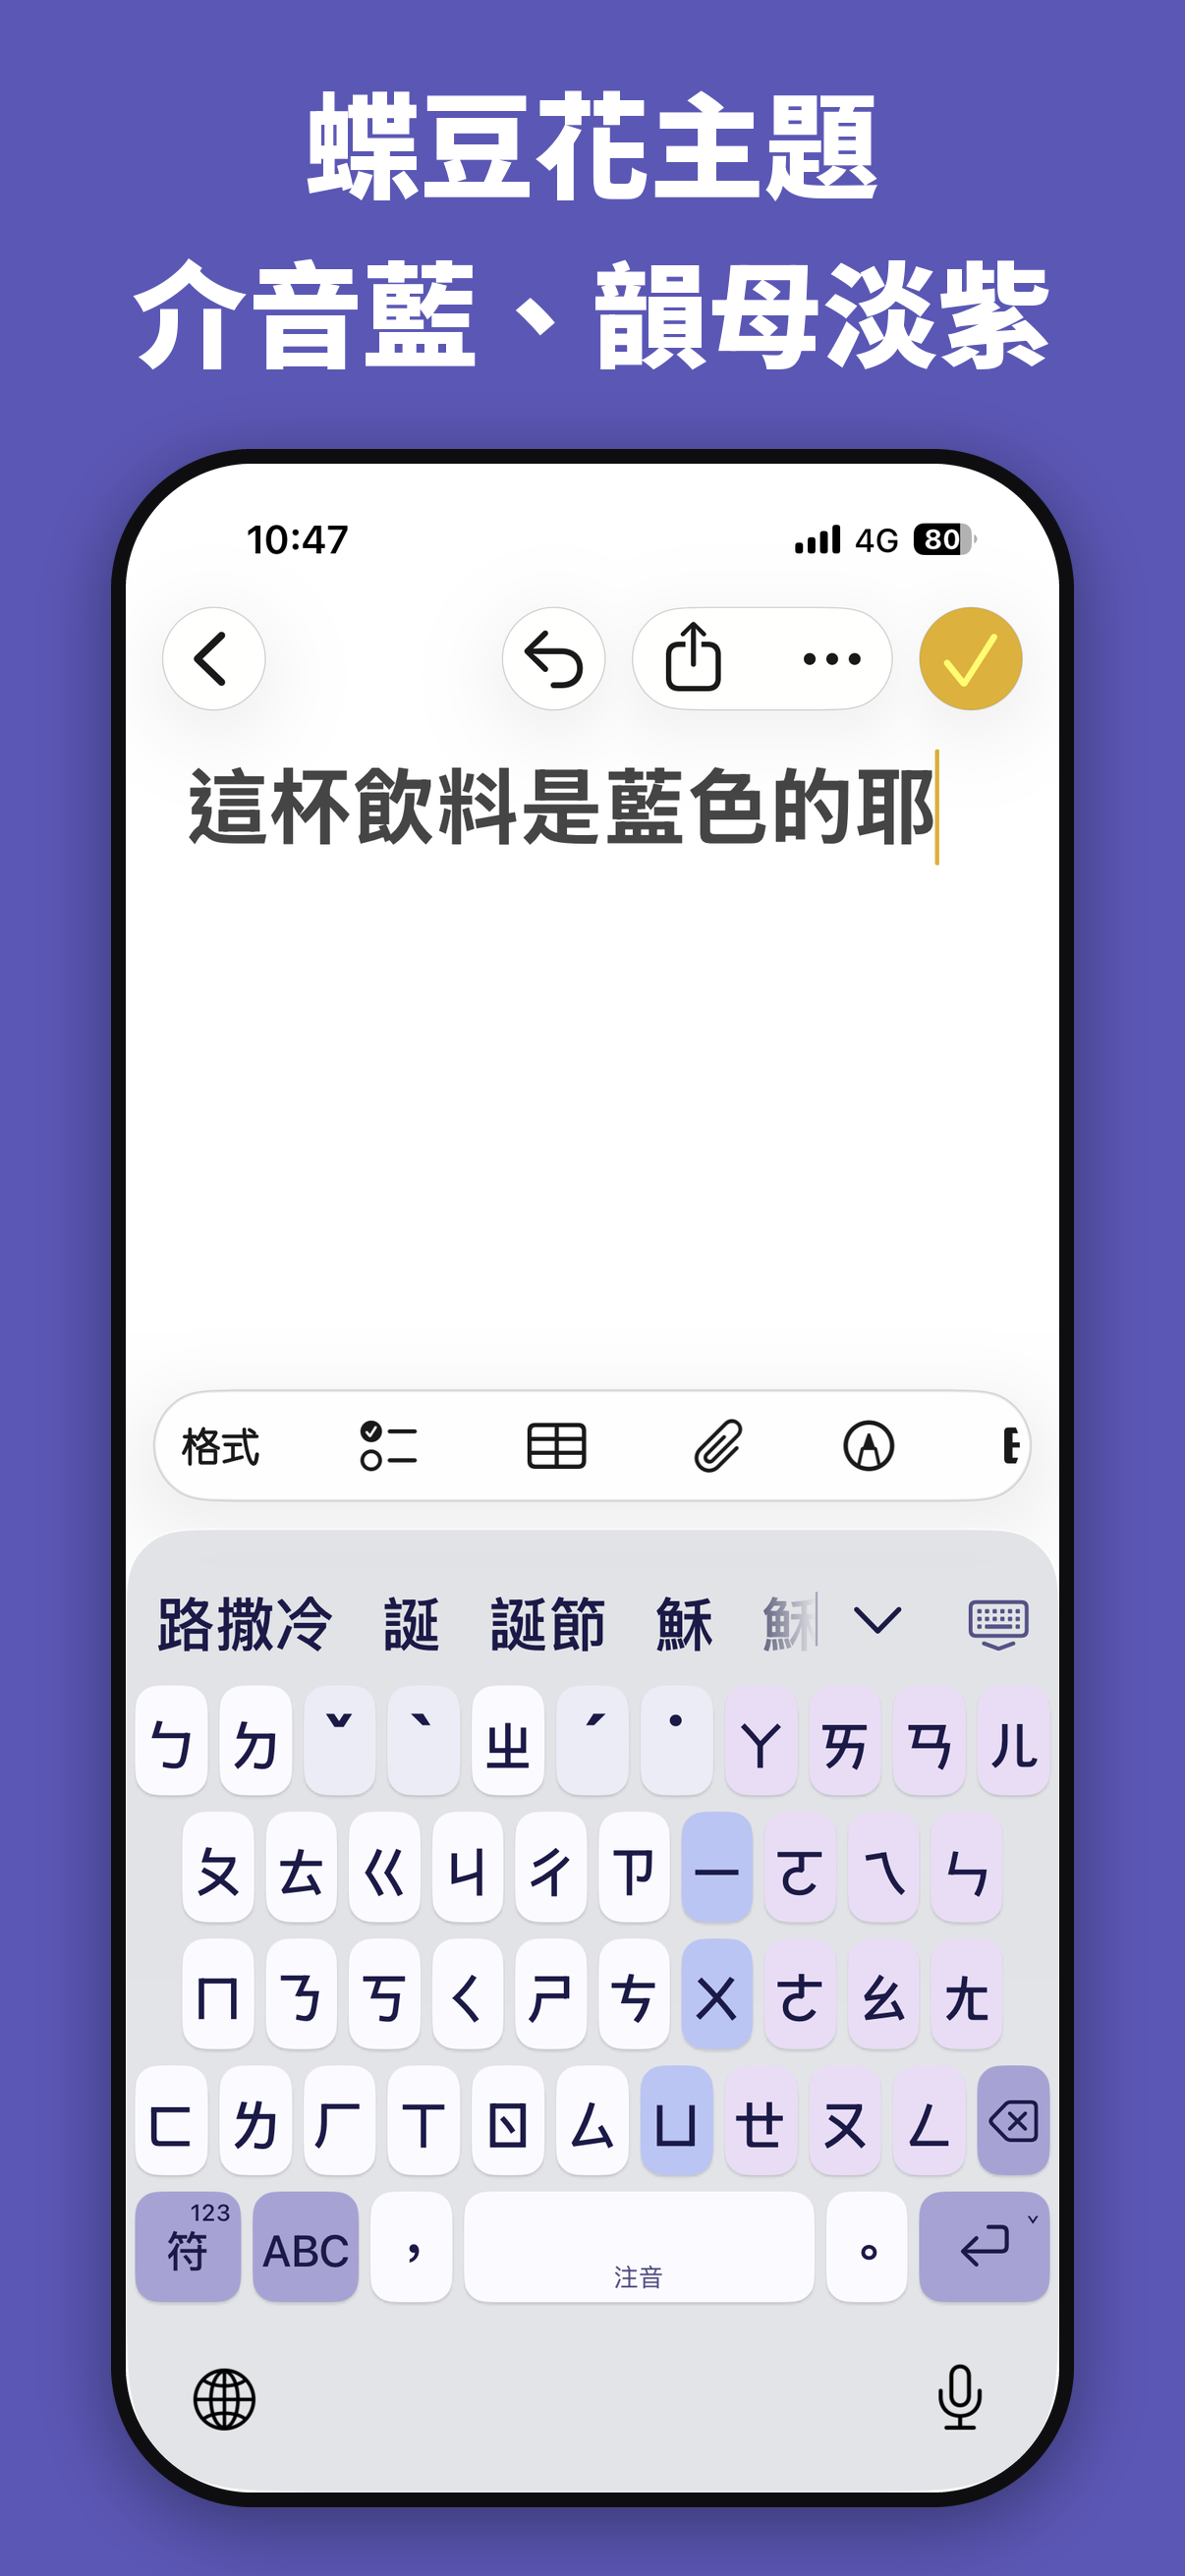 蝶豆花主題
介音藍、韻母淡紫
10:47 4G 80
這杯飲料是藍色的耶
格式
路撒冷 誕 誕節 穌
ㄅ ㄉ ˇ ˋ ㄓ ˊ ˙ ㄚ ㄞ ㄢ ㄦ
ㄆ ㄊ ㄍ ㄐ ㄔ ㄗ ㄧ ㄛ ㄟ ㄣ
ㄇ ㄋ ㄎ ㄑ ㄕ ㄘ ㄨ ㄜ ㄠ ㄤ
ㄈ ㄌ ㄏ ㄒ ㄖ ㄙ ㄩ ㄝ ㄡ ㄥ
123
符 ABC , 注音 。